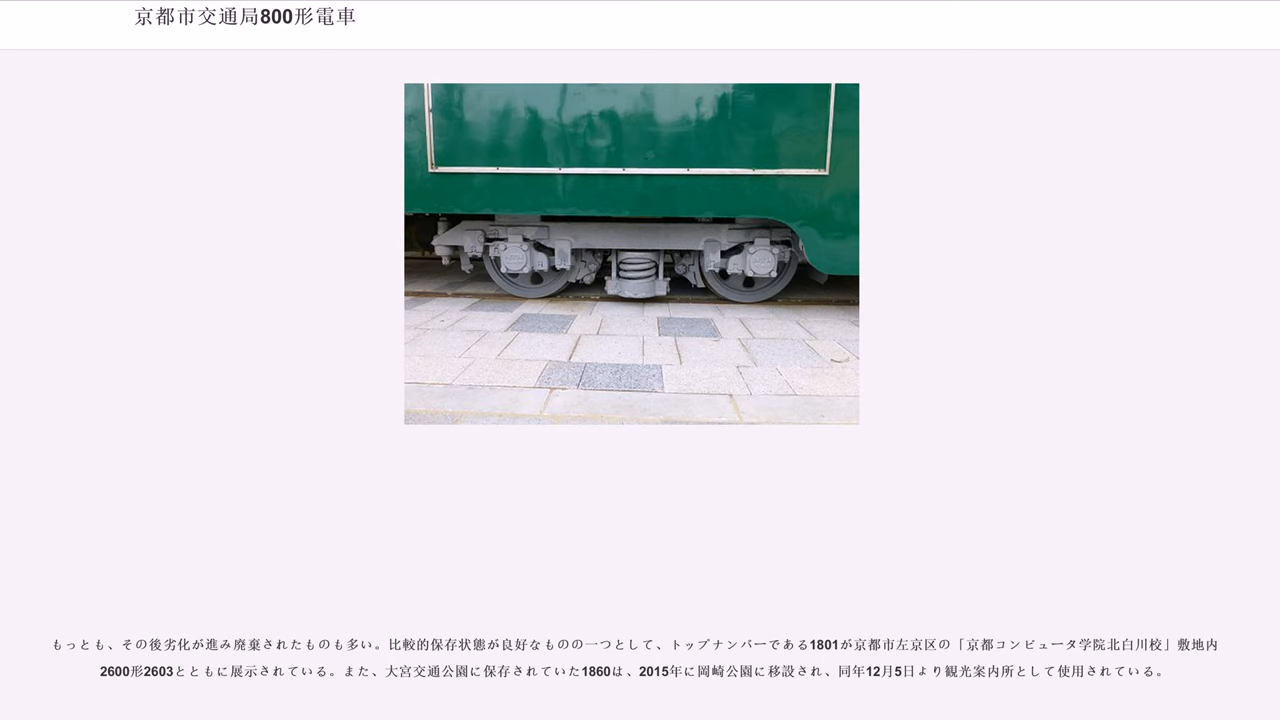 京都市交通局800形電車
もっとも、その後劣化が進み廃棄されたものも多い。比較的保存状態が良好なものの一つとして、トップナンバーである1801が京都市左京区の「京都コンピュータ学院北白川校」敷地内
2600形2603とともに展示されている。また、大宮交通公園に保存されていた1860は、2015年に岡崎公園に移設され、同年12月5日より観光案内所として使用されている。